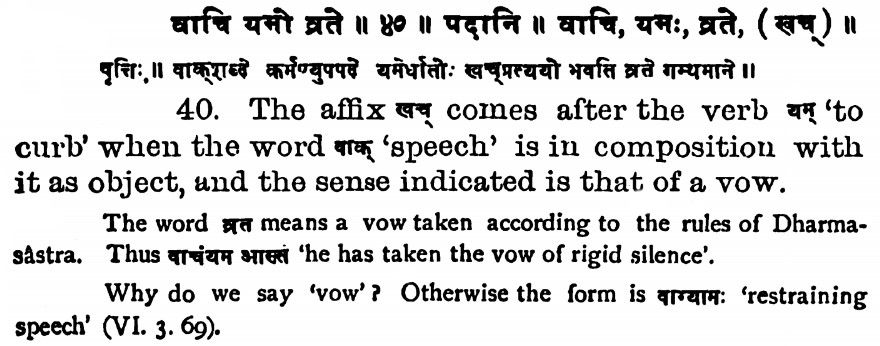 वाचि यमो व्रते ॥ ४० ॥ पदानि ॥ वाचि, यमः, व्रते, ( खच् ) ॥
वृत्तिः ॥ वाक्‌शब्दे कर्मण्युपपदे यमेर्धातोः खच्प्रत्ययो भवति व्रते गम्यमाने ॥
40. The affix खच् comes after the verb यम् ‘to
curb’ when the word वाक् ‘speech’ is in composition with
it as object, and the sense indicated is that of a vow.
The word व्रत means a vow taken according to the rules of Dharma-
sâstra. Thus वाचंयम आस्ते ‘he has taken the vow of rigid silence’.
Why do we say ‘vow’? Otherwise the form is वाग्यामः ‘restraining
speech’ (VI. 3. 69).